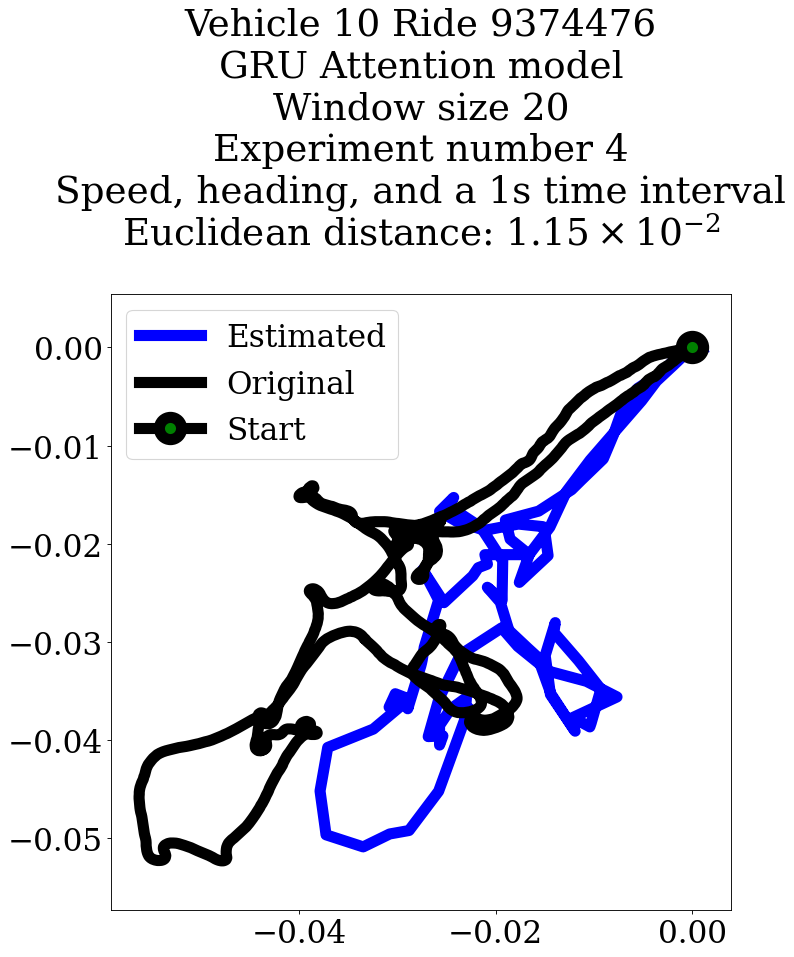 Vehicle 10 Ride 9374476
GRU Attention model
Window size 20
Experiment number 4
Speed, heading, and a 1s time interval
Euclidean distance: 1.15 × 10⁻²
Estimated
Original
Start
0.00
−0.01
−0.02
−0.03
−0.04
−0.05
−0.04
−0.02
0.00